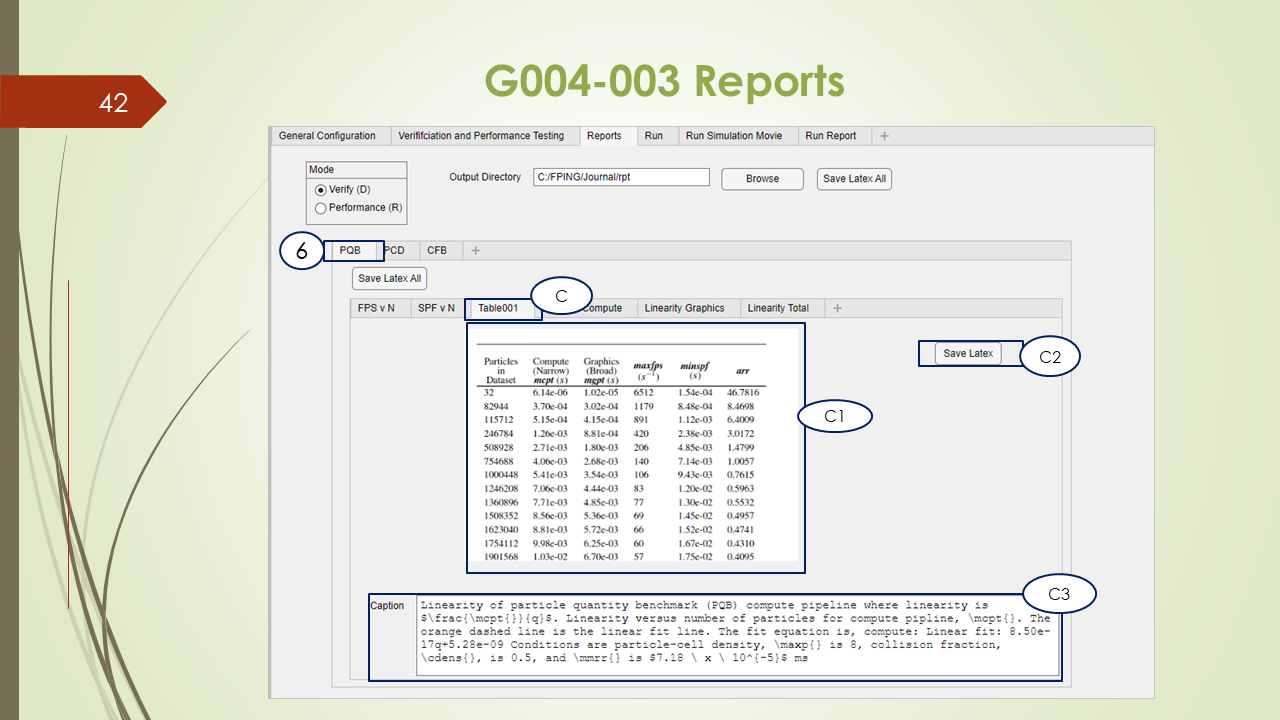 42
G004-003 Reports
General Configuration Verififciation and Performance Testing Reports Run Run Simulation Movie Run Report +
Mode
Verify (D)
Performance (R)
Output Directory C:/FPING/Journal/rpt Browse Save Latex All
6 PQB PCD CFB +
Save Latex All
C
FPS v N SPF v N Table001 Compute Linearity Graphics Linearity Total +
Save Latex C2
C1
Particles in Dataset Compute (Narrow) mcpt (s) Graphics (Broad) mgpt (s) maxfps (s⁻¹) minspf (s) arr
32 6.14e-06 1.02e-05 6512 1.54e-04 46.7816
82944 3.70e-04 3.02e-04 1179 8.48e-04 8.4698
115712 5.15e-04 4.15e-04 891 1.12e-03 6.4009
246784 1.26e-03 8.81e-04 420 2.38e-03 3.0172
508928 2.71e-03 1.80e-03 206 4.85e-03 1.4799
754688 4.06e-03 2.68e-03 140 7.14e-03 1.0057
1000448 5.41e-03 3.54e-03 106 9.43e-03 0.7615
1246208 7.06e-03 4.44e-03 83 1.20e-02 0.5963
1360896 7.71e-03 4.85e-03 77 1.30e-02 0.5532
1508352 8.56e-03 5.36e-03 69 1.45e-02 0.4957
1623040 8.81e-03 5.72e-03 66 1.52e-02 0.4741
1754112 9.98e-03 6.25e-03 60 1.67e-02 0.4310
1901568 1.03e-02 6.70e-03 57 1.75e-02 0.4095
C3
Caption
Linearity of particle quantity benchmark (PQB) compute pipeline where linearity is
$\frac{\mcpt{}}{q}$. Linearity versus number of particles for compute pipline, \mcpt{}. The
orange dashed line is the linear fit line. The fit equation is, compute: Linear fit: 8.50e-
17q+5.28e-09 Conditions are particle-cell density, \maxp{} is 8, collision fraction,
\cdens{}, is 0.5, and \mmrr{} is $7.18 \ x \ 10^{-5}$ ms